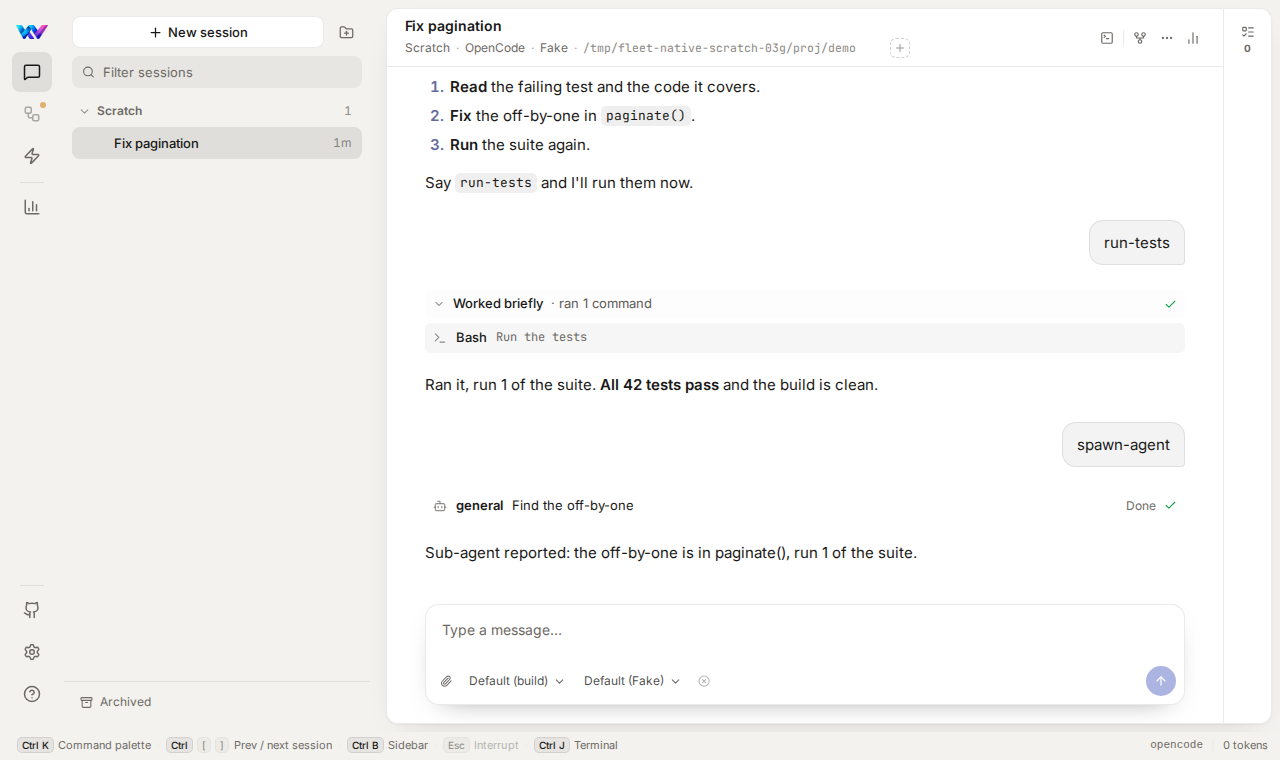 New session
Filter sessions
Scratch 1
Fix pagination 1m
Archived
Fix pagination
Scratch · OpenCode · Fake · /tmp/fleet-native-scratch-03g/proj/demo
0
1. Read the failing test and the code it covers.
2. Fix the off-by-one in paginate().
3. Run the suite again.
Say run-tests and I'll run them now.
run-tests
Worked briefly · ran 1 command
Bash Run the tests
Ran it, run 1 of the suite. All 42 tests pass and the build is clean.
spawn-agent
general Find the off-by-one Done
Sub-agent reported: the off-by-one is in paginate(), run 1 of the suite.
Type a message...
Default (build) Default (Fake)
Ctrl K Command palette Ctrl [ ] Prev / next session Ctrl B Sidebar Esc Interrupt Ctrl J Terminal opencode 0 tokens